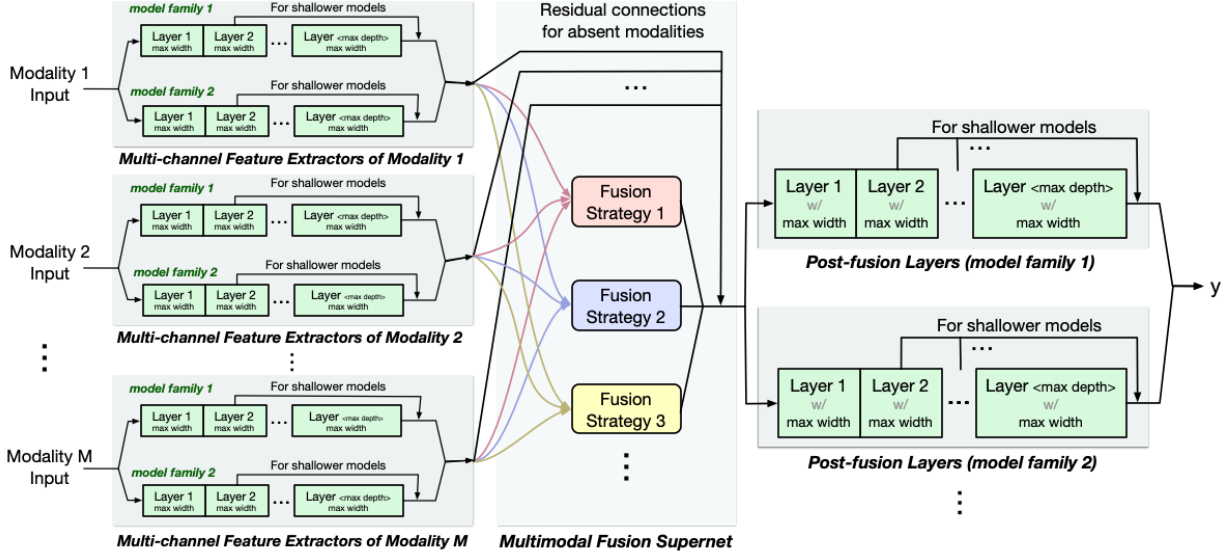 model family 1
For shallower models
Layer 1
max width
Layer 2
max width
...
Layer <max depth>
max width
Modality 1
Input
model family 2
For shallower models
Layer 1
max width
Layer 2
max width
...
Layer <max depth>
max width
Multi-channel Feature Extractors of Modality 1
model family 1
For shallower models
Layer 1
max width
Layer 2
max width
...
Layer <max depth>
max width
Modality 2
Input
model family 2
For shallower models
Layer 1
max width
Layer 2
max width
...
Layer <max depth>
max width
Multi-channel Feature Extractors of Modality 2
model family 1
For shallower models
Layer 1
max width
Layer 2
max width
...
Layer <max depth>
max width
Modality M
Input
model family 2
For shallower models
Layer 1
max width
Layer 2
max width
...
Layer <max depth>
max width
Multi-channel Feature Extractors of Modality M
Residual connections
for absent modalities
...
Fusion
Strategy 1
Fusion
Strategy 2
Fusion
Strategy 3
Multimodal Fusion Supernet
For shallower models
...
Layer 1
w/
max width
Layer 2
w/
max width
...
Layer <max depth>
w/
max width
Post-fusion Layers (model family 1)
For shallower models
...
Layer 1
w/
max width
Layer 2
w/
max width
...
Layer <max depth>
w/
max width
Post-fusion Layers (model family 2)
y